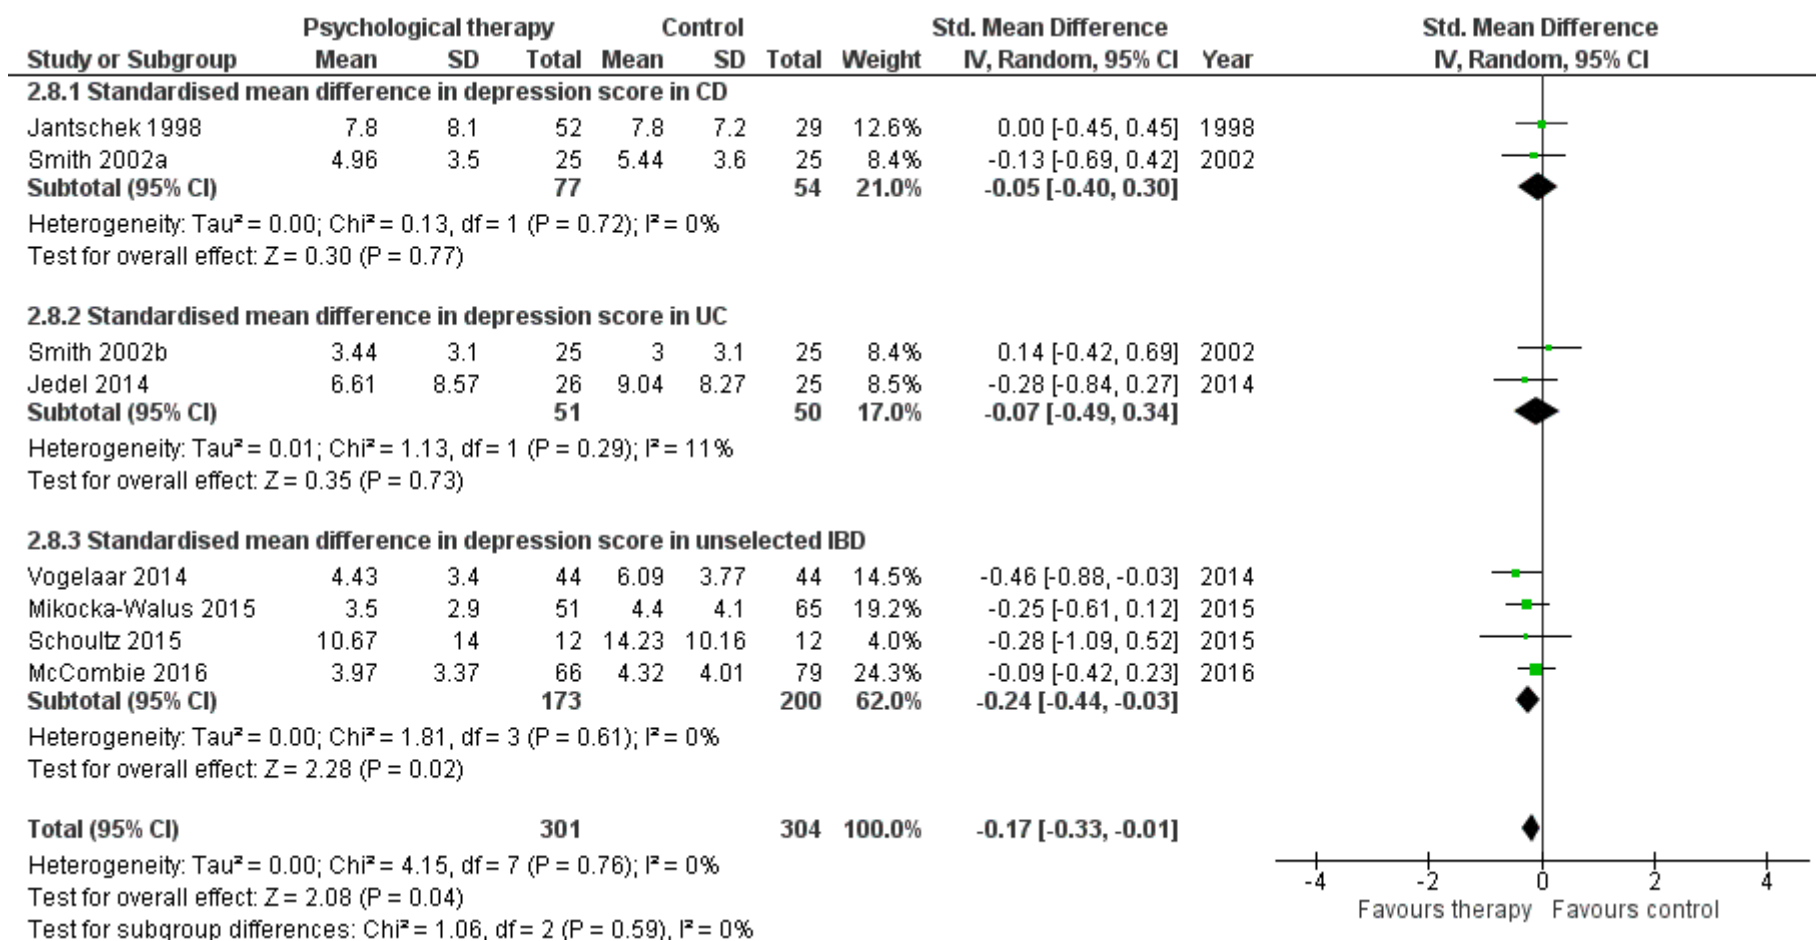 Psychological therapy Control Std. Mean Difference Std. Mean Difference
Study or Subgroup Mean SD Total Mean SD Total Weight IV, Random, 95% CI Year IV, Random, 95% CI
2.8.1 Standardised mean difference in depression score in CD
Jantschek 1998 7.8 8.1 52 7.8 7.2 29 12.6% 0.00 [-0.45, 0.45] 1998
Smith 2002a 4.96 3.5 25 5.44 3.6 25 8.4% -0.13 [-0.69, 0.42] 2002
Subtotal (95% CI) 77 54 21.0% -0.05 [-0.40, 0.30]
Heterogeneity: Tau² = 0.00; Chi² = 0.13, df = 1 (P = 0.72); I² = 0%
Test for overall effect: Z = 0.30 (P = 0.77)
2.8.2 Standardised mean difference in depression score in UC
Smith 2002b 3.44 3.1 25 3 3.1 25 8.4% 0.14 [-0.42, 0.69] 2002
Jedel 2014 6.61 8.57 26 9.04 8.27 25 8.5% -0.28 [-0.84, 0.27] 2014
Subtotal (95% CI) 51 50 17.0% -0.07 [-0.49, 0.34]
Heterogeneity: Tau² = 0.01; Chi² = 1.13, df = 1 (P = 0.29); I² = 11%
Test for overall effect: Z = 0.35 (P = 0.73)
2.8.3 Standardised mean difference in depression score in unselected IBD
Vogelaar 2014 4.43 3.4 44 6.09 3.77 44 14.5% -0.46 [-0.88, -0.03] 2014
Mikocka-Walus 2015 3.5 2.9 51 4.4 4.1 65 19.2% -0.25 [-0.61, 0.12] 2015
Schoultz 2015 10.67 14 12 14.23 10.16 12 4.0% -0.28 [-1.09, 0.52] 2015
McCombie 2016 3.97 3.37 66 4.32 4.01 79 24.3% -0.09 [-0.42, 0.23] 2016
Subtotal (95% CI) 173 200 62.0% -0.24 [-0.44, -0.03]
Heterogeneity: Tau² = 0.00; Chi² = 1.81, df = 3 (P = 0.61); I² = 0%
Test for overall effect: Z = 2.28 (P = 0.02)
Total (95% CI) 301 304 100.0% -0.17 [-0.33, -0.01]
Heterogeneity: Tau² = 0.00; Chi² = 4.15, df = 7 (P = 0.76); I² = 0%
Test for overall effect: Z = 2.08 (P = 0.04)
Test for subgroup differences: Chi² = 1.06, df = 2 (P = 0.59), I² = 0%
-4 -2 0 2 4
Favours therapy Favours control